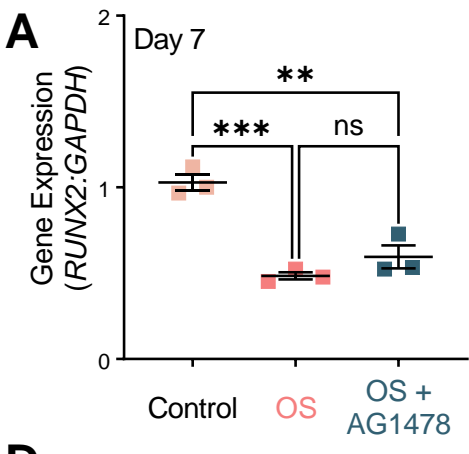 A
Day 7
Gene Expression
(RUNX2:GAPDH)
2
1
0
**
***
ns
Control
OS
OS +
AG1478